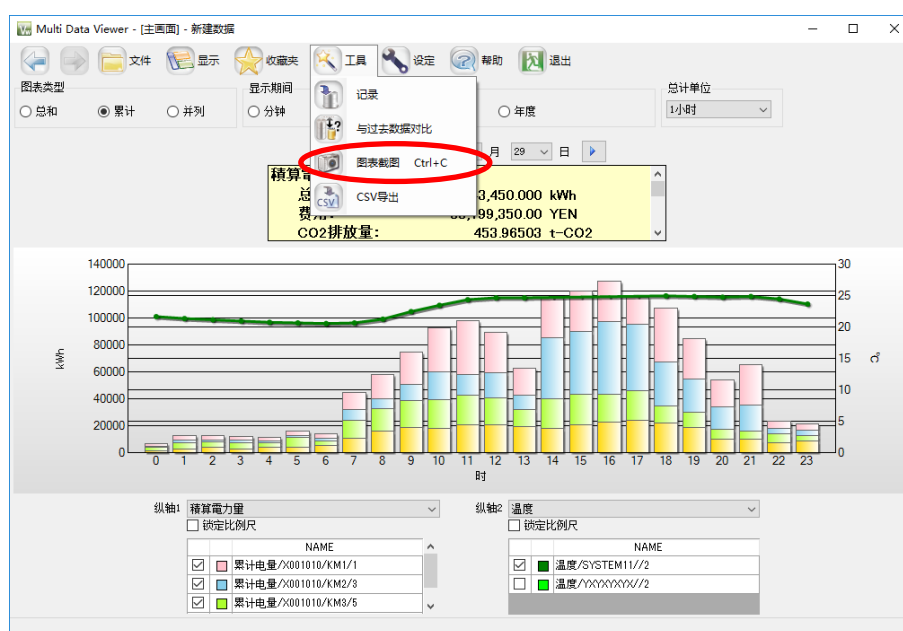 Multi Data Viewer - [主画面] - 新建数据
文件 显示 收藏夹 工具 设定 帮助 退出
图表类型 显示期间 总计单位
总和 累计 并列 分钟 年度 1小时
记录
与过去数据对比
图表截图 Ctrl+C
CSV导出
月 29 日
積算電
3,450.000 kWh
99,350.00 YEN
CO2排放量: 453.96503 t-CO2
140000
120000
100000
80000
60000
40000
20000
0
kWh
30
25
20
15
10
5
0
℃
0 1 2 3 4 5 6 7 8 9 10 11 12 13 14 15 16 17 18 19 20 21 22 23
时
纵轴1 積算電力量 纵轴2 温度
锁定比例尺 锁定比例尺
NAME NAME
累计电量/X001010/KM1/1 温度/SYSTEM11//2
累计电量/X001010/KM2/3 温度/YXYXYXYX//2
累计电量/X001010/KM3/5